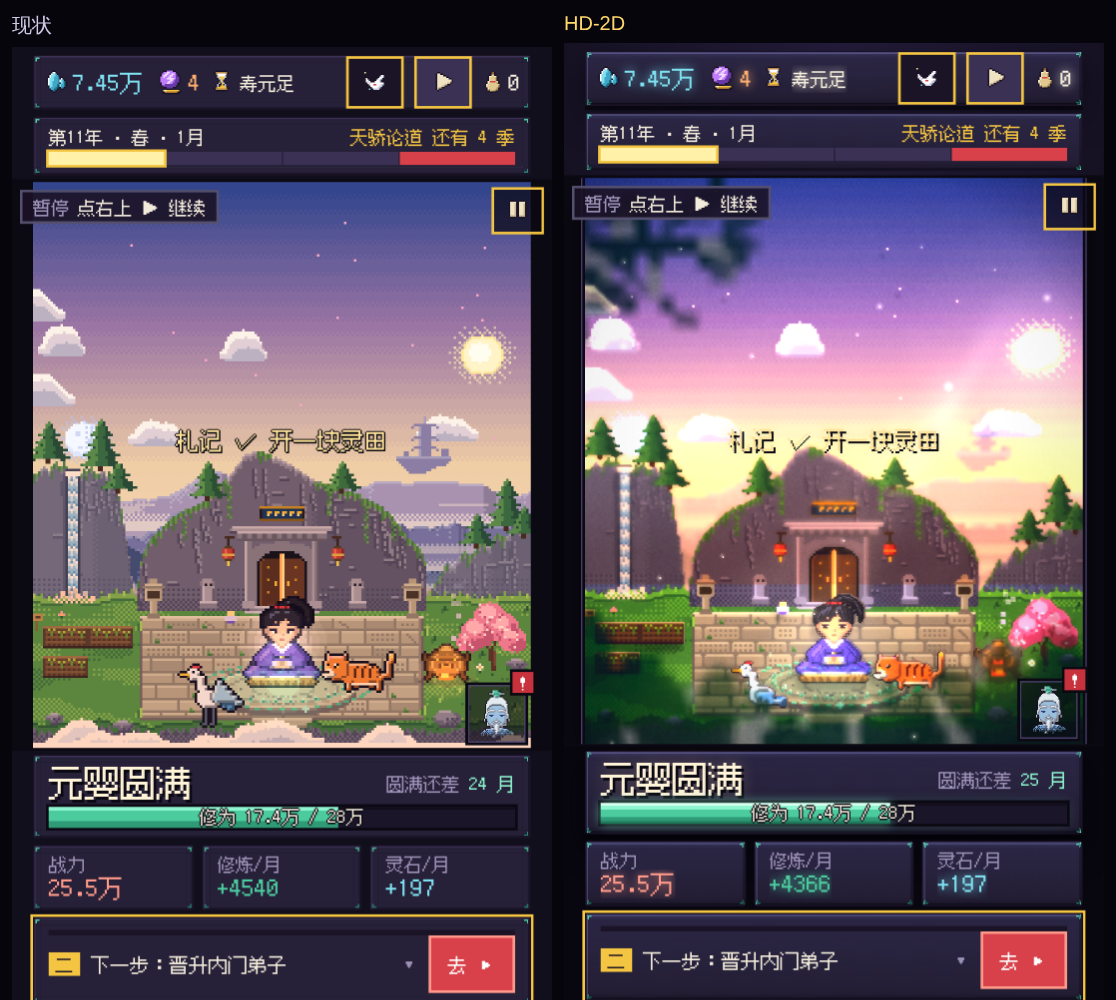 现状
7.45万 4 寿元足 0
第11年 · 春 · 1月 天骄论道 还有 4 季
暂停 点右上 ▶ 继续
札记 ✓ 开一块灵田
元婴圆满 圆满还差 24 月
修为 17.4万 / 28万
战力 修炼/月 灵石/月
25.5万 +4540 +197
二 下一步：晋升内门弟子 ▼ 去 ▶
HD-2D
7.45万 4 寿元足 0
第11年 · 春 · 1月 天骄论道 还有 4 季
暂停 点右上 ▶ 继续
札记 ✓ 开一块灵田
元婴圆满 圆满还差 25 月
修为 17.4万 / 28万
战力 修炼/月 灵石/月
25.5万 +4366 +197
二 下一步：晋升内门弟子 ▼ 去 ▶